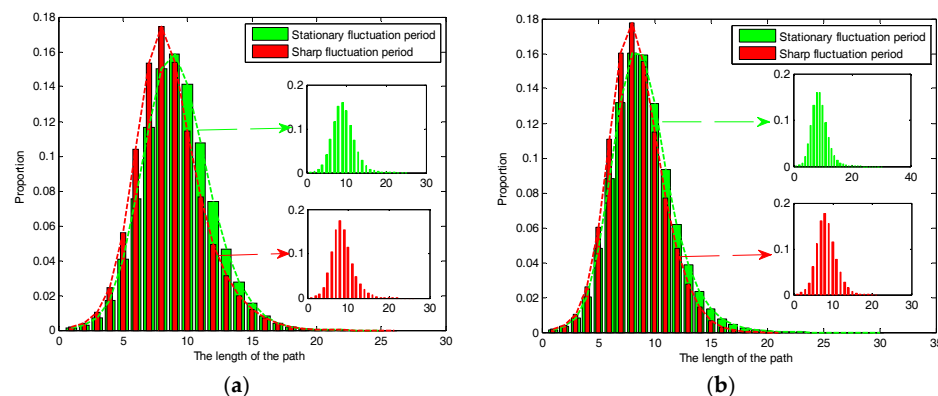 0.18
0.16
0.14
0.12
0.1
0.08
0.06
0.04
0.02
0
Proportion
0 5 10 15 20 25 30
The length of the path
Stationary fluctuation period
Sharp fluctuation period
0.2
0.1
0
0 10 20 30
0.2
0.1
0
0 10 20 30
(a)
0.18
0.16
0.14
0.12
0.1
0.08
0.06
0.04
0.02
0
Proportion
0 5 10 15 20 25 30 35
The length of the path
Stationary fluctuation period
Sharp fluctuation period
0.2
0.1
0
0 20 40
0.2
0.1
0
0 10 20 30
(b)